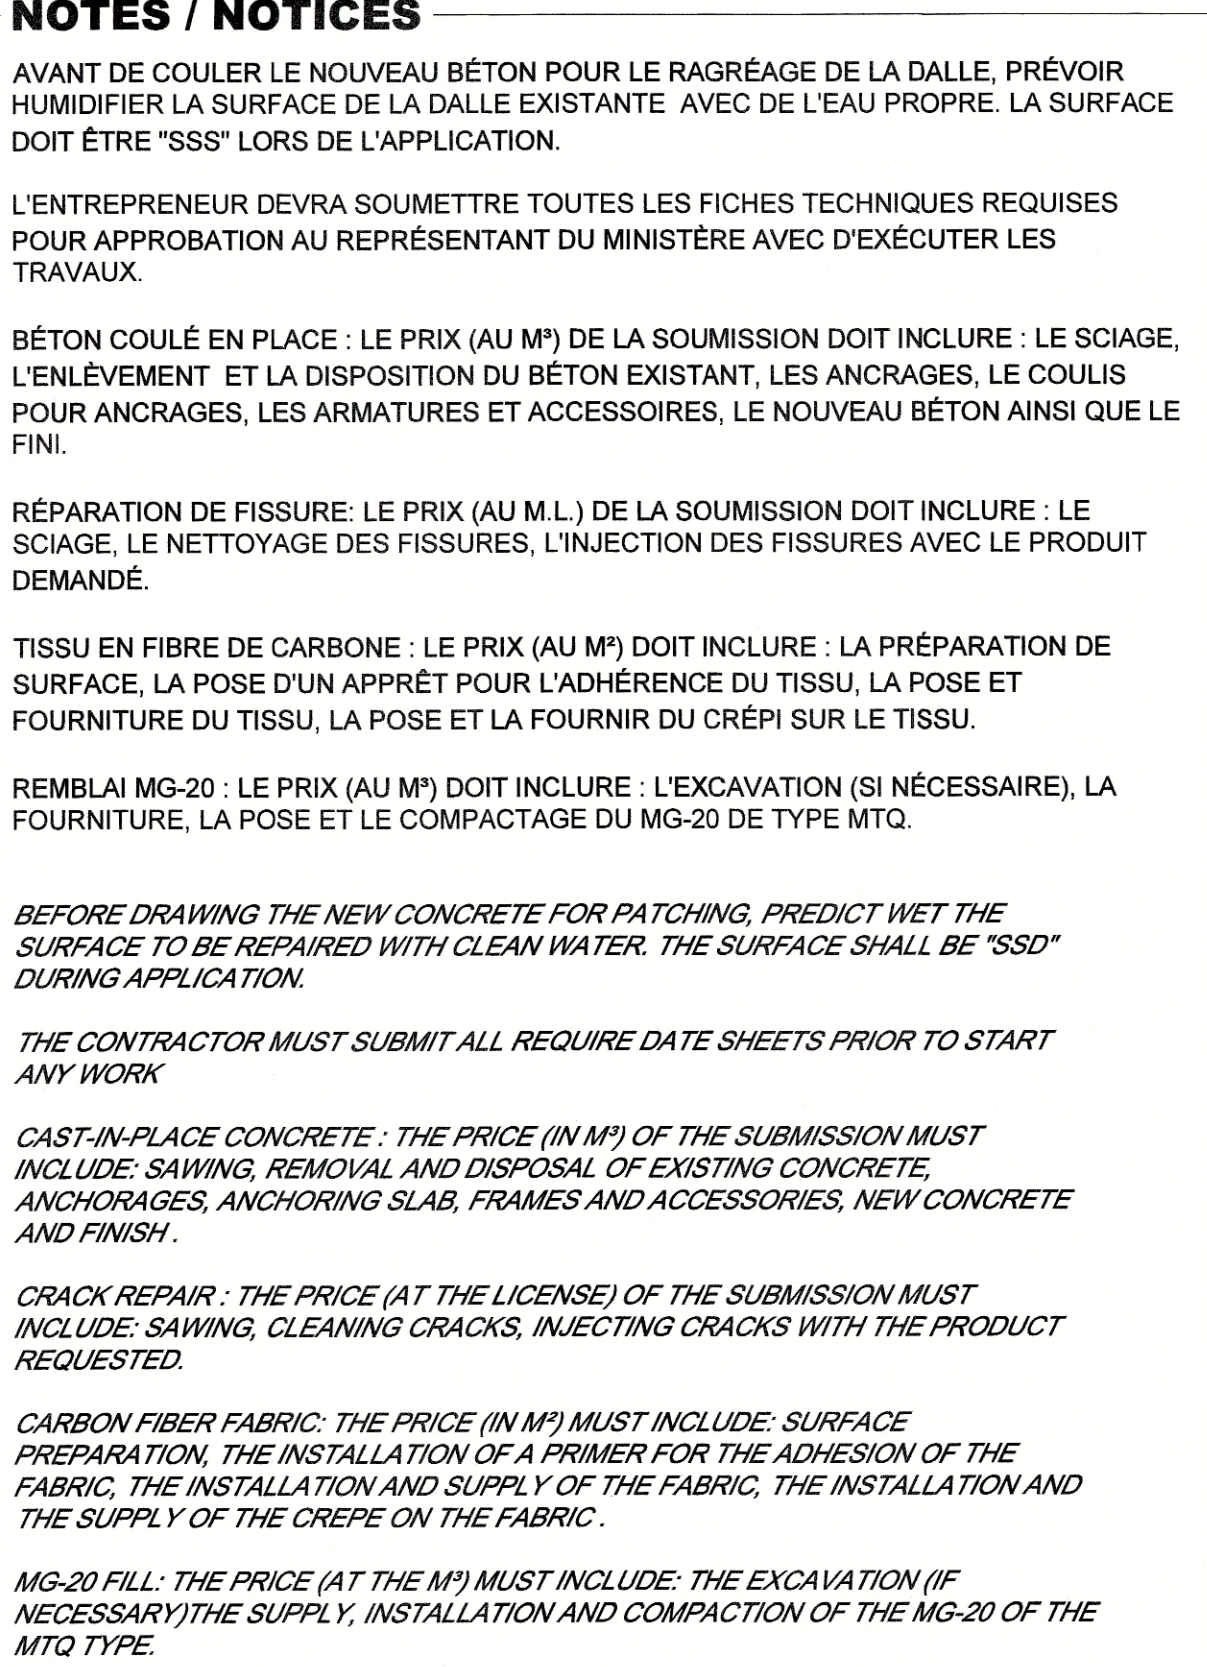 NOTES / NOTICES
AVANT DE COULER LE NOUVEAU BÉTON POUR LE RAGRÉAGE DE LA DALLE, PRÉVOIR
HUMIDIFIER LA SURFACE DE LA DALLE EXISTANTE AVEC DE L'EAU PROPRE. LA SURFACE
DOIT ÊTRE "SSS" LORS DE L'APPLICATION.
L'ENTREPRENEUR DEVRA SOUMETTRE TOUTES LES FICHES TECHNIQUES REQUISES
POUR APPROBATION AU REPRÉSENTANT DU MINISTÈRE AVEC D'EXÉCUTER LES
TRAVAUX.
BÉTON COULÉ EN PLACE : LE PRIX (AU M³) DE LA SOUMISSION DOIT INCLURE : LE SCIAGE,
L'ENLÈVEMENT ET LA DISPOSITION DU BÉTON EXISTANT, LES ANCRAGES, LE COULIS
POUR ANCRAGES, LES ARMATURES ET ACCESSOIRES, LE NOUVEAU BÉTON AINSI QUE LE
FINI.
RÉPARATION DE FISSURE: LE PRIX (AU M.L.) DE LA SOUMISSION DOIT INCLURE : LE
SCIAGE, LE NETTOYAGE DES FISSURES, L'INJECTION DES FISSURES AVEC LE PRODUIT
DEMANDÉ.
TISSU EN FIBRE DE CARBONE : LE PRIX (AU M²) DOIT INCLURE : LA PRÉPARATION DE
SURFACE, LA POSE D'UN APPRÊT POUR L'ADHÉRENCE DU TISSU, LA POSE ET
FOURNITURE DU TISSU, LA POSE ET LA FOURNIR DU CRÉPI SUR LE TISSU.
REMBLAI MG-20 : LE PRIX (AU M³) DOIT INCLURE : L'EXCAVATION (SI NÉCESSAIRE), LA
FOURNITURE, LA POSE ET LE COMPACTAGE DU MG-20 DE TYPE MTQ.
BEFORE DRAWING THE NEW CONCRETE FOR PATCHING, PREDICT WET THE
SURFACE TO BE REPAIRED WITH CLEAN WATER. THE SURFACE SHALL BE "SSD"
DURING APPLICATION.
THE CONTRACTOR MUST SUBMIT ALL REQUIRE DATE SHEETS PRIOR TO START
ANY WORK
CAST-IN-PLACE CONCRETE : THE PRICE (IN M³) OF THE SUBMISSION MUST
INCLUDE: SAWING, REMOVAL AND DISPOSAL OF EXISTING CONCRETE,
ANCHORAGES, ANCHORING SLAB, FRAMES AND ACCESSORIES, NEW CONCRETE
AND FINISH .
CRACK REPAIR : THE PRICE (AT THE LICENSE) OF THE SUBMISSION MUST
INCLUDE: SAWING, CLEANING CRACKS, INJECTING CRACKS WITH THE PRODUCT
REQUESTED.
CARBON FIBER FABRIC: THE PRICE (IN M²) MUST INCLUDE: SURFACE
PREPARATION, THE INSTALLATION OF A PRIMER FOR THE ADHESION OF THE
FABRIC, THE INSTALLATION AND SUPPLY OF THE FABRIC, THE INSTALLATION AND
THE SUPPLY OF THE CREPE ON THE FABRIC .
MG-20 FILL: THE PRICE (AT THE M³) MUST INCLUDE: THE EXCAVATION (IF
NECESSARY)THE SUPPLY, INSTALLATION AND COMPACTION OF THE MG-20 OF THE
MTQ TYPE.